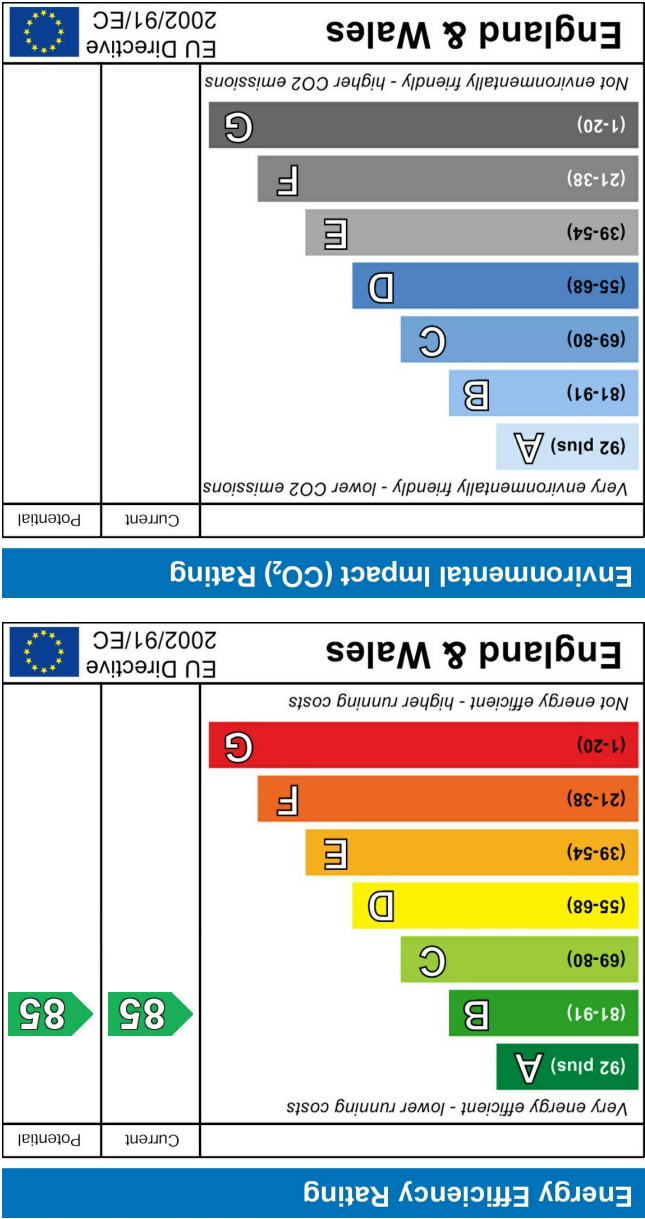 Energy Efficiency Rating
Current Potential
Very energy efficient - lower running costs
(92 plus) A
(81-91) B
85 85
(69-80) C
(55-68) D
(39-54) E
(21-38) F
(1-20) G
Not energy efficient - higher running costs
England & Wales
EU Directive
2002/91/EC
Environmental Impact (CO₂) Rating
Current Potential
Very environmentally friendly - lower CO2 emissions
(92 plus) A
(81-91) B
(69-80) C
(55-68) D
(39-54) E
(21-38) F
(1-20) G
Not environmentally friendly - higher CO2 emissions
England & Wales
EU Directive
2002/91/EC